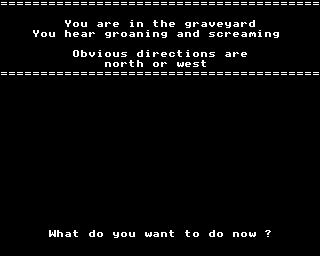 ========================================
You are in the graveyard
You hear groaning and screaming
Obvious directions are
north or west
========================================
What do you want to do now ?